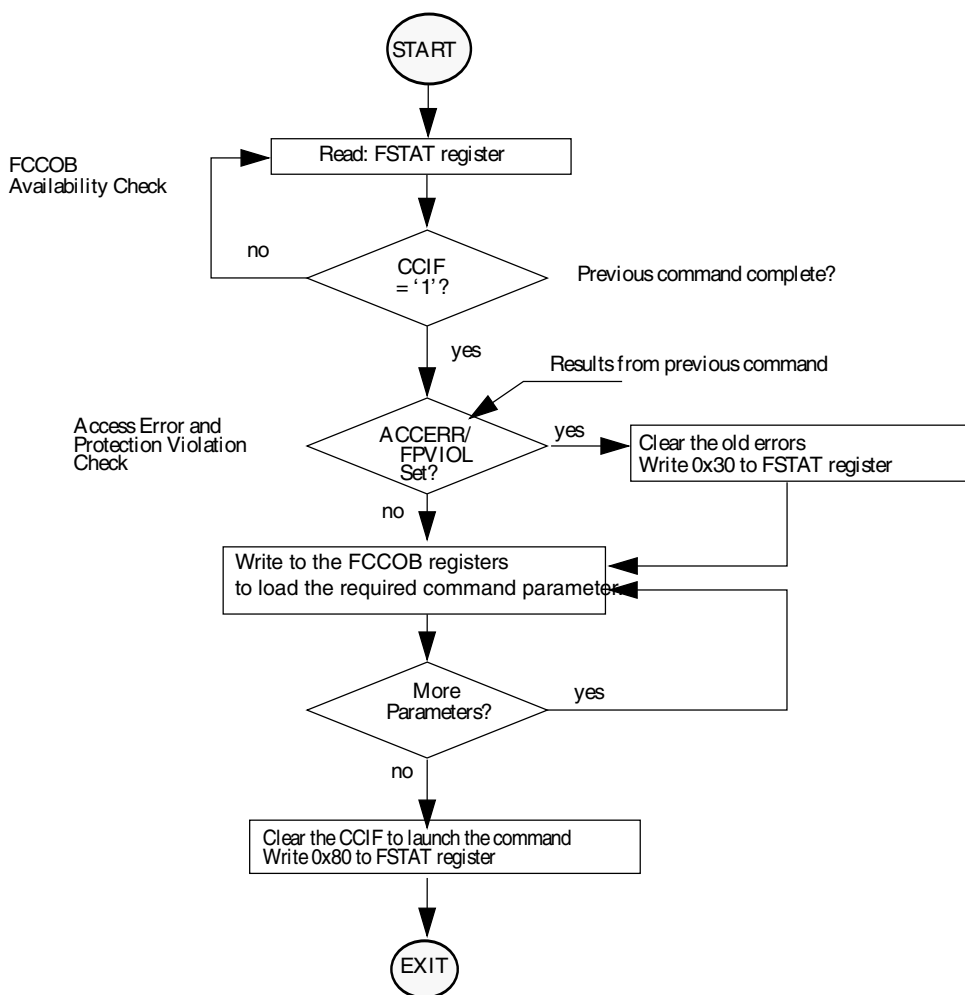 START
Read: FSTAT register
FCCOB
Availability Check
no
CCIF
= ‘1’?
Previous command complete?
yes
Results from previous command
Access Error and
Protection Violation
Check
ACCERR/
FPVIOL
Set?
yes
Clear the old errors
Write 0x30 to FSTAT register
no
Write to the FCCOB registers
to load the required command parameter.
More
Parameters?
yes
no
Clear the CCIF to launch the command
Write 0x80 to FSTAT register
EXIT